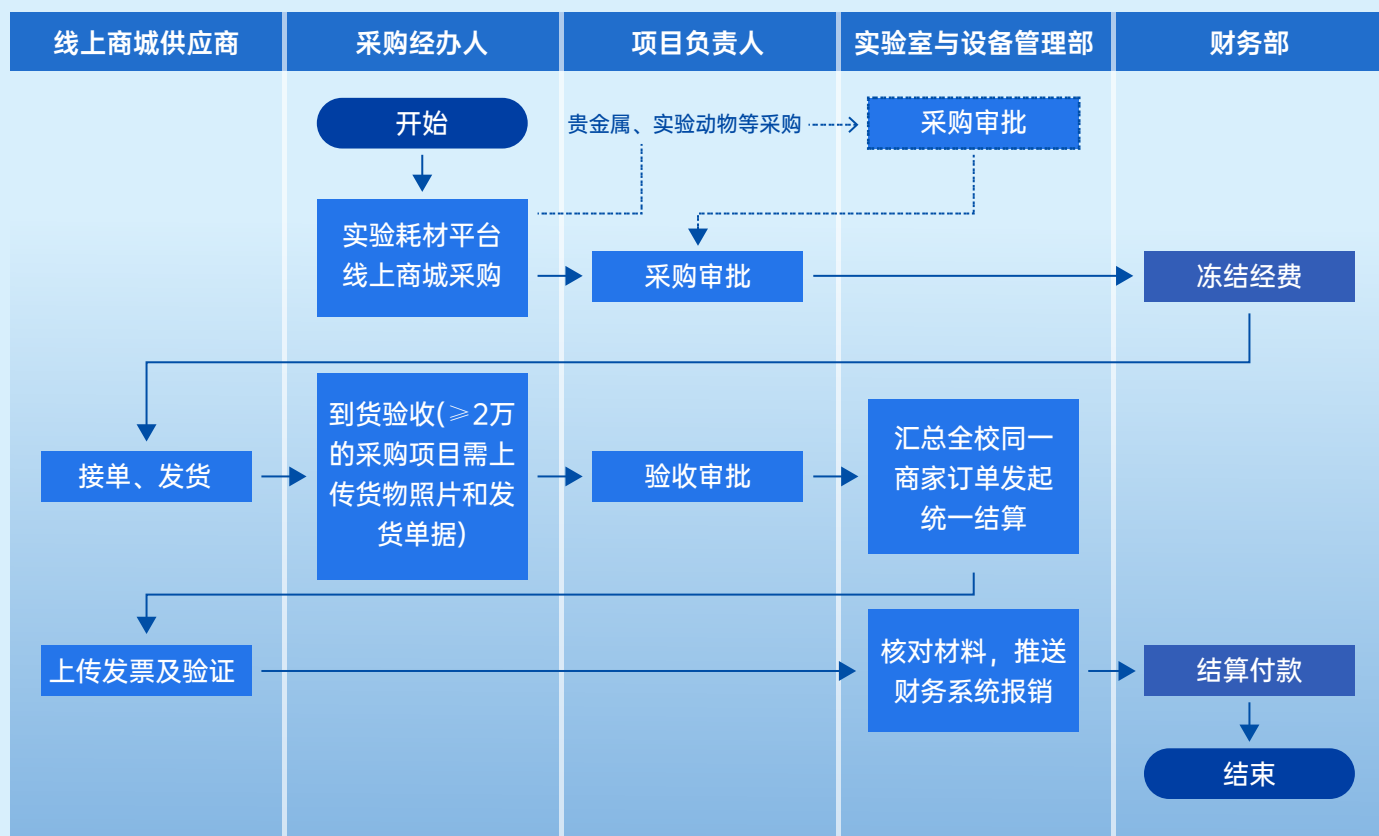 线上商城供应商
采购经办人
项目负责人
实验室与设备管理部
财务部
开始
贵金属、实验动物等采购
采购审批
实验耗材平台
线上商城采购
采购审批
冻结经费
接单、发货
到货验收(≥2万
的采购项目需上
传货物照片和发
货单据)
验收审批
汇总全校同一
商家订单发起
统一结算
上传发票及验证
核对材料，推送
财务系统报销
结算付款
结束